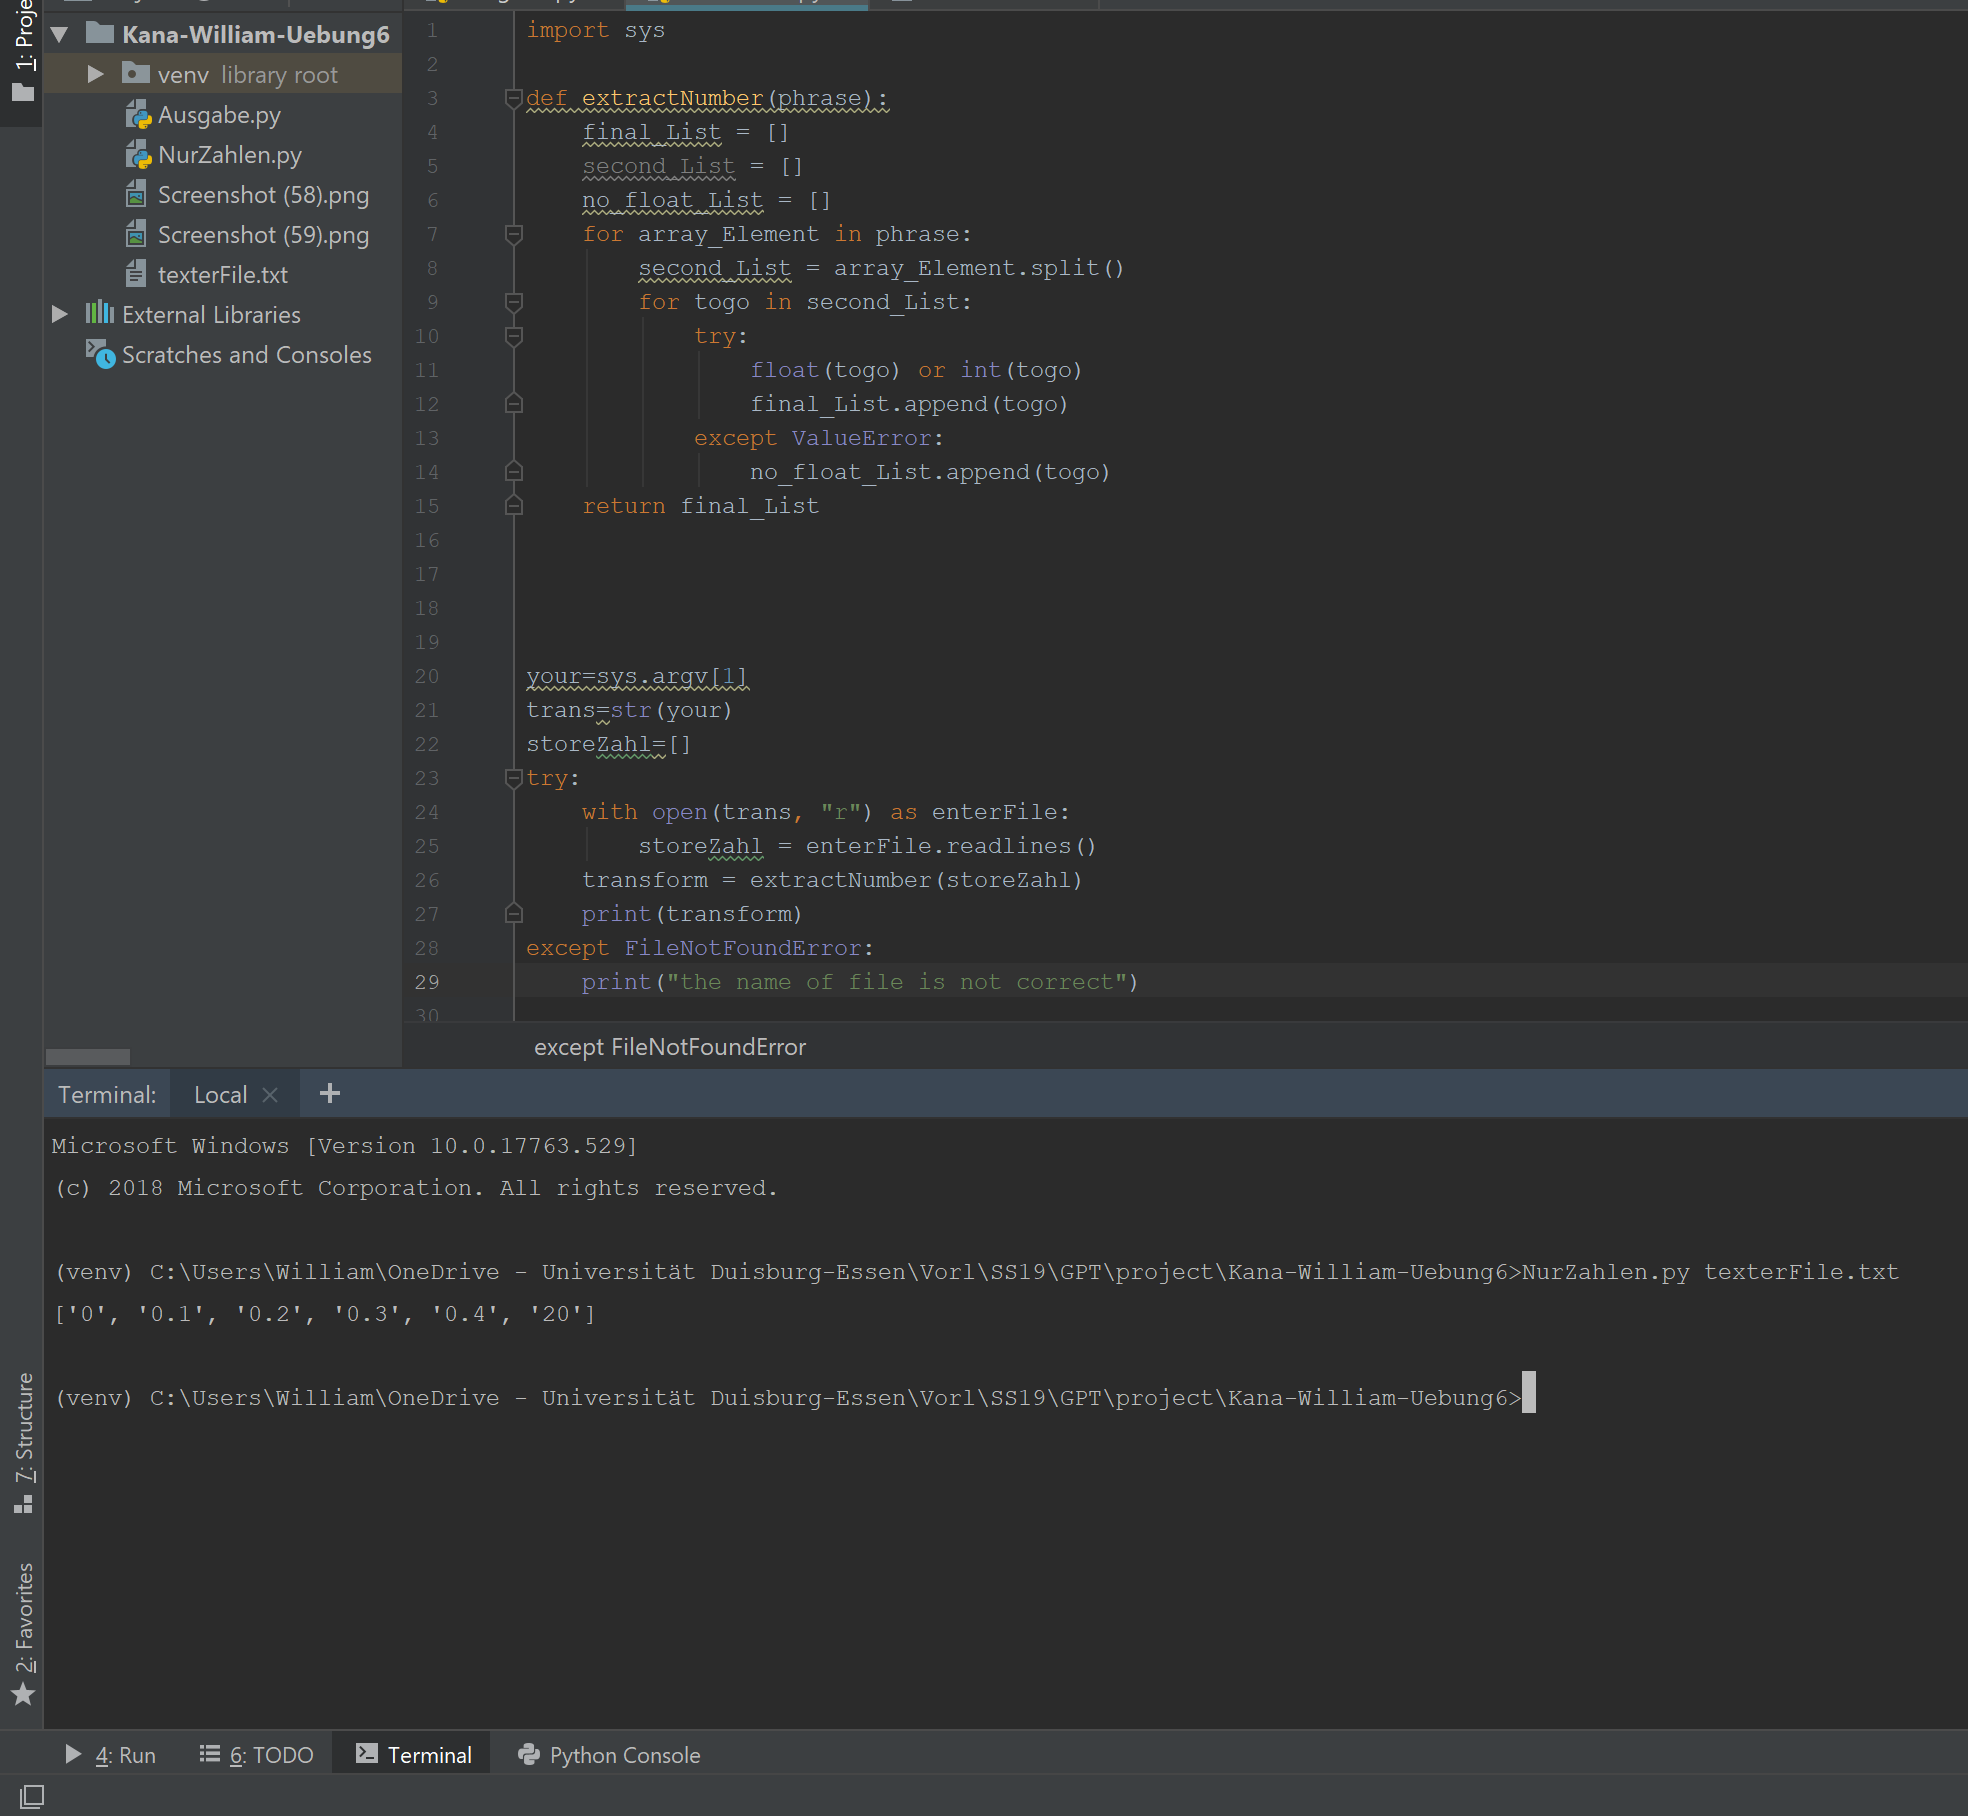 1: Proje
Kana-William-Uebung6
venv library root
Ausgabe.py
NurZahlen.py
Screenshot (58).png
Screenshot (59).png
texterFile.txt
External Libraries
Scratches and Consoles
1 import sys
2
3 def extractNumber(phrase):
4 final_List = []
5 second_List = []
6 no_float_List = []
7 for array_Element in phrase:
8 second_List = array_Element.split()
9 for togo in second_List:
10 try:
11 float(togo) or int(togo)
12 final_List.append(togo)
13 except ValueError:
14 no_float_List.append(togo)
15 return final_List
16
17
18
19
20 your=sys.argv[1]
21 trans=str(your)
22 storeZahl=[]
23 try:
24 with open(trans, "r") as enterFile:
25 storeZahl = enterFile.readlines()
26 transform = extractNumber(storeZahl)
27 print(transform)
28 except FileNotFoundError:
29 print("the name of file is not correct")
30
except FileNotFoundError
Terminal: Local
Microsoft Windows [Version 10.0.17763.529]
(c) 2018 Microsoft Corporation. All rights reserved.
(venv) C:\Users\William\OneDrive - Universität Duisburg-Essen\Vorl\SS19\GPT\project\Kana-William-Uebung6>NurZahlen.py texterFile.txt
['0', '0.1', '0.2', '0.3', '0.4', '20']
(venv) C:\Users\William\OneDrive - Universität Duisburg-Essen\Vorl\SS19\GPT\project\Kana-William-Uebung6>
7: Structure
2: Favorites
4: Run
6: TODO
Terminal
Python Console